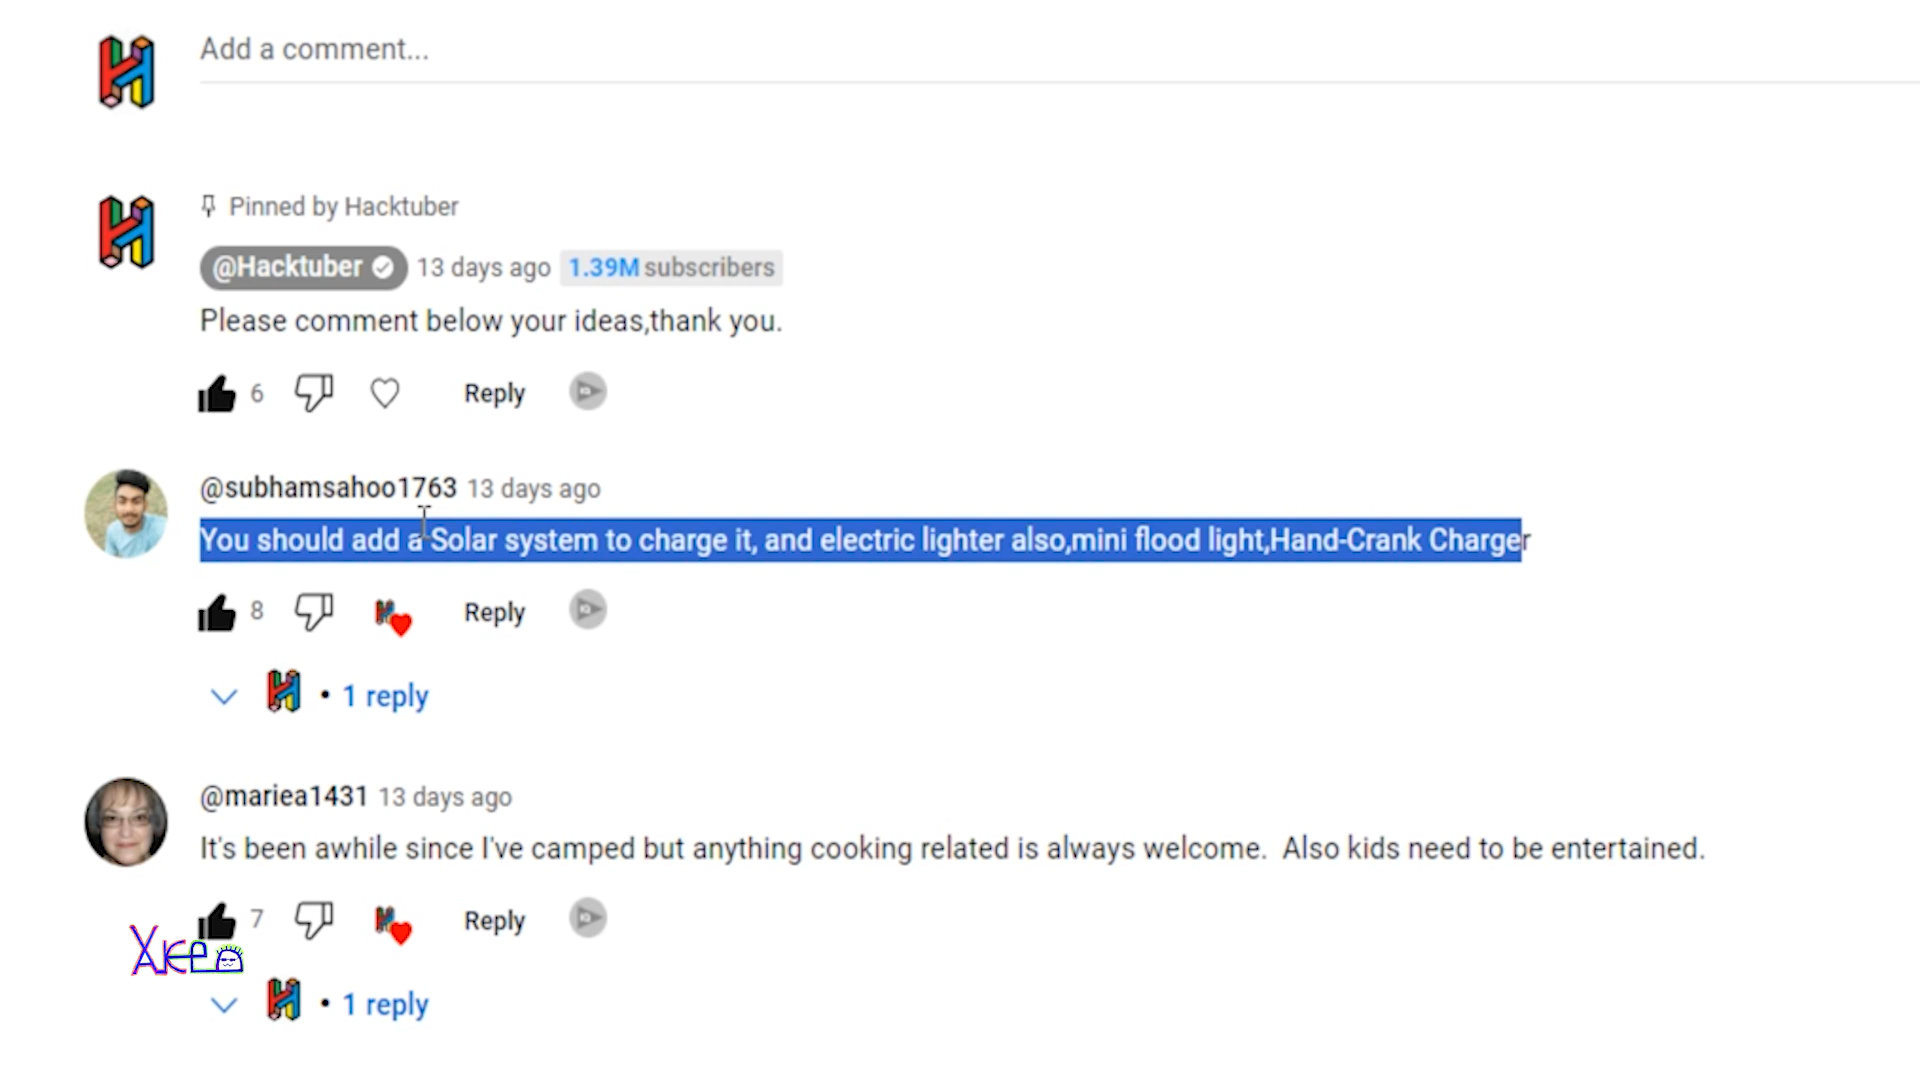 Add a comment...
Pinned by Hacktuber
@Hacktuber 13 days ago 1.39M subscribers
Please comment below your ideas,thank you.
6 Reply
@subhamsahoo1763 13 days ago
You should add a Solar system to charge it, and electric lighter also,mini flood light,Hand-Crank Charger
8 Reply
• 1 reply
@mariea1431 13 days ago
It's been awhile since I've camped but anything cooking related is always welcome.  Also kids need to be entertained.
7 Reply
• 1 reply